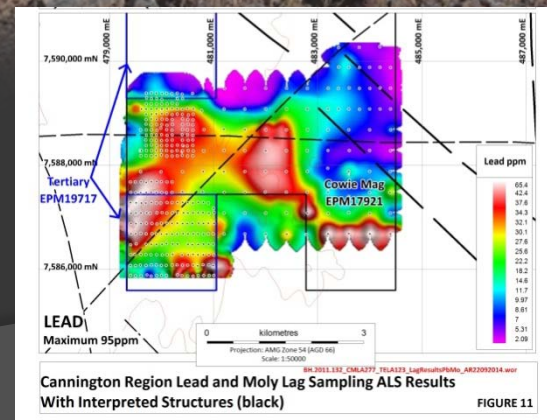 479,000 mE
481,000 mE
483,000 mE
485,000 mE
487,000 mE
7,590,000 mN
7,588,000 mN
7,586,000 mN
Tertiary
EPM19717
Cowie Mag
EPM17921
Lead ppm
65.4
42.4
37.6
34.3
32.1
30.1
27.6
25.6
22.2
18.2
14.6
11.7
9.97
8.61
7
5.31
2.09
LEAD
Maximum 95ppm
0 kilometres 3
Projection: AMG Zone 54 (AGD 66)
Scale: 1:50000
BH.2011.132_CMLA277_TELA123_LagResultsPbMo_AR22092014.wor
Cannington Region Lead and Moly Lag Sampling ALS Results
With Interpreted Structures (black)
FIGURE 11